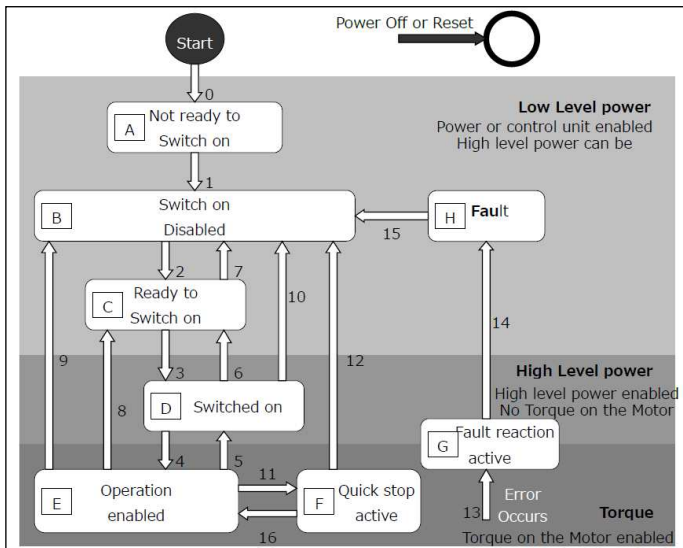 Power Off or Reset
Start
0
Low Level power
Power or control unit enabled
High level power can be
A
Not ready to
Switch on
1
B
Switch on
Disabled
H
Fault
15
2
7
10
C
Ready to
Switch on
14
9
12
3
6
High Level power
High level power enabled
No Torque on the Motor
8
D
Switched on
G
Fault reaction
active
4
5
11
E
Operation
enabled
F
Quick stop
active
13
Error
Occurs
Torque
16
Torque on the Motor enabled